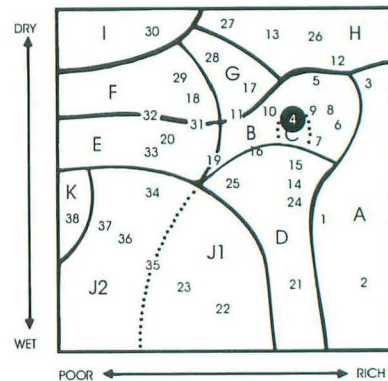 DRY
I 30 27 13 26 H
12
28
29 G 5 3
F 18 17
10 4 9 8
32 31 11 B C 6
E 20 7
33 19 16
15
K 34 25 14
24
38 37 36 1 A
35 J1 D
J2 23 21 2
22
WET
POOR RICH